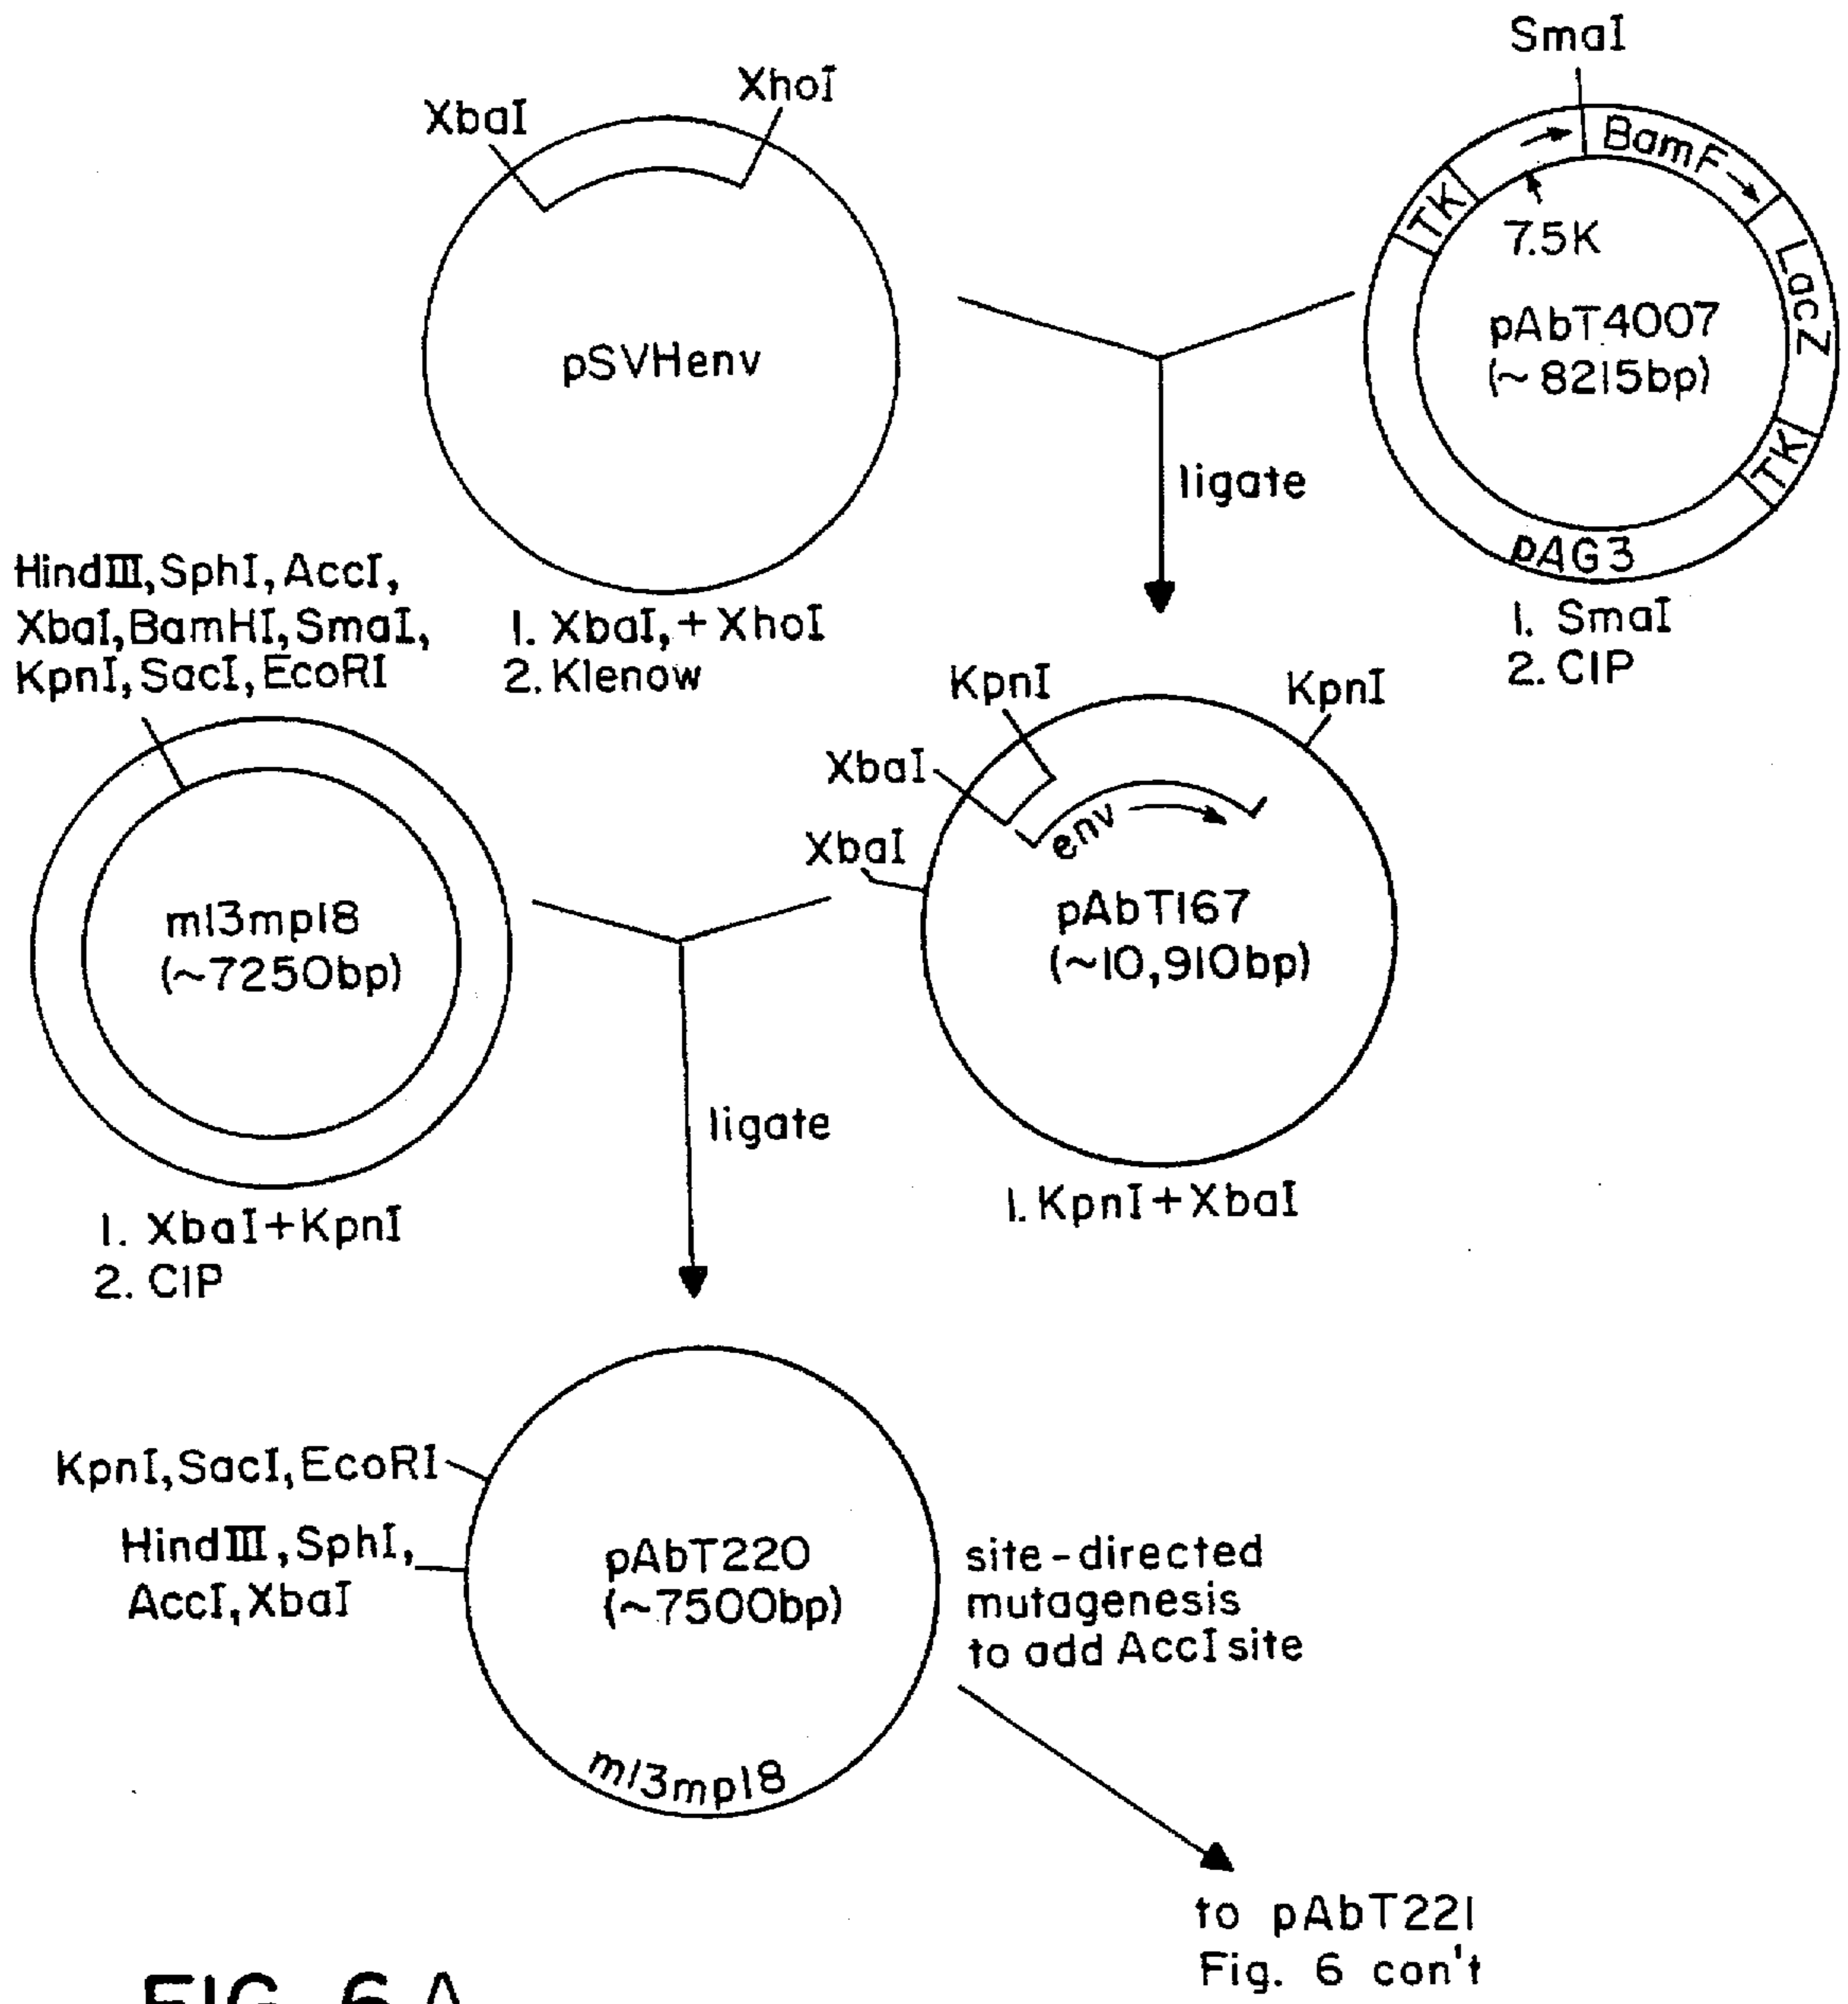 SmaI
XbaI
XhoI
BamF
TK
7.5K
LacZ
pSVHenv
pAbT4007
(~8215bp)
TK
ligate
pAG3
HindIII, SphI, AccI,
XbaI, BamHI, SmaI,
KpnI, SacI, EcoRI
1. XbaI, + XhoI
2. Klenow
1. SmaI
2. CIP
KpnI
KpnI
XbaI
XbaI
env
m13mp18
(~7250bp)
pAbT167
(~10,910bp)
ligate
1. XbaI+KpnI
2. CIP
1. KpnI+XbaI
KpnI, SacI, EcoRI
HindIII, SphI,
AccI, XbaI
pAbT220
(~7500bp)
site-directed
mutagenesis
to add AccI site
m13mp18
to pAbT221
Fig. 6 con't
FIG. 6A